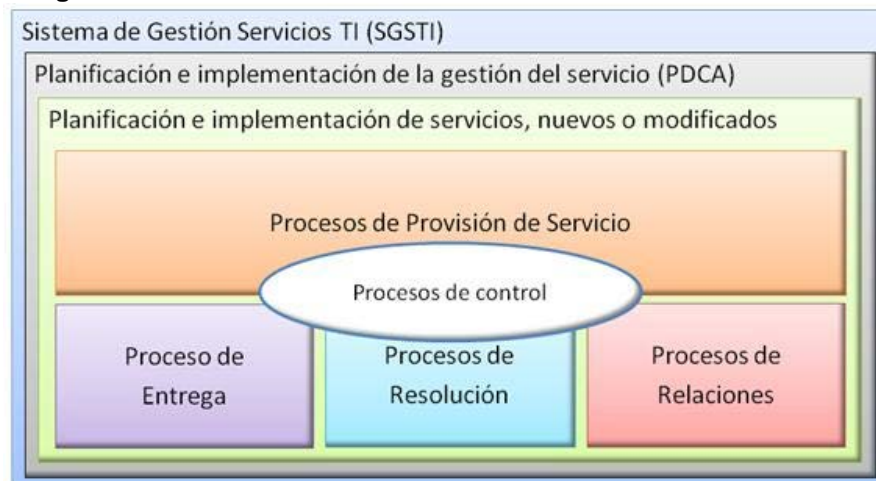 Sistema de Gestión Servicios TI (SGSTI)
Planificación e implementación de la gestión del servicio (PDCA)
Planificación e implementación de servicios, nuevos o modificados
Procesos de Provisión de Servicio
Procesos de control
Proceso de
Entrega
Procesos de
Resolución
Procesos de
Relaciones